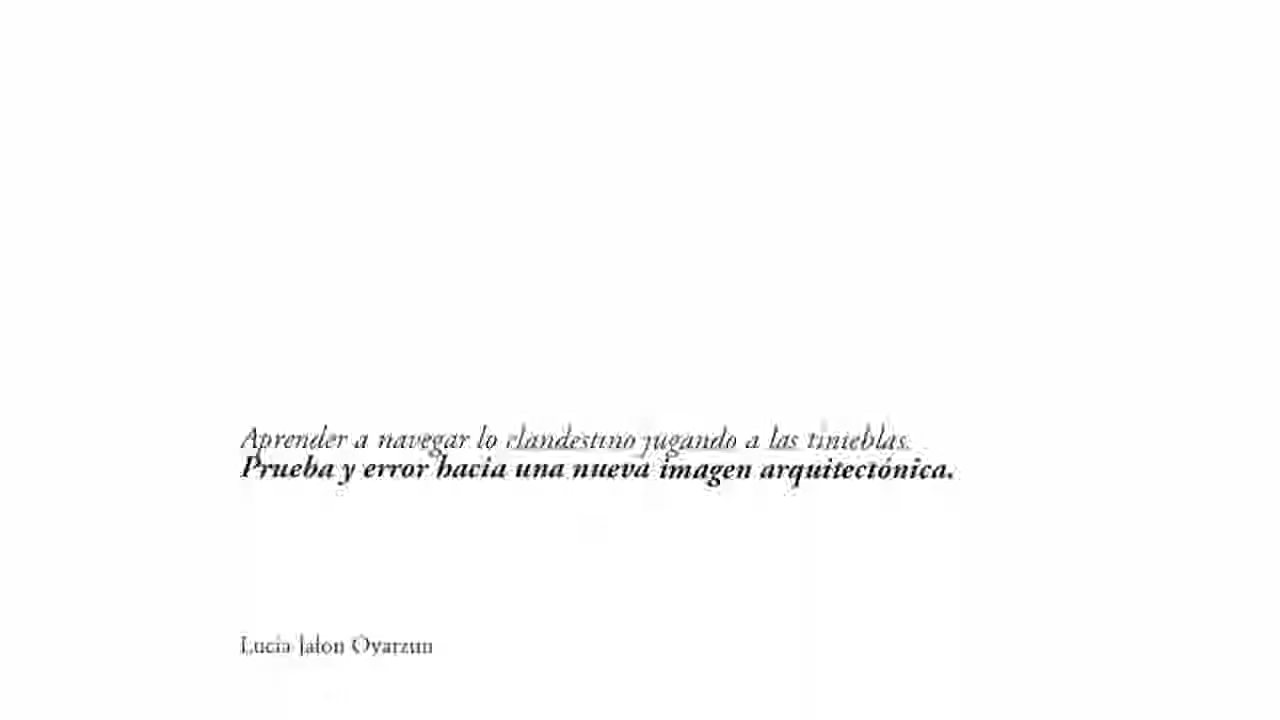 Aprender a navegar lo clandestino jugando a las tinieblas.
Prueba y error hacia una nueva imagen arquitectónica.
Lucía Jalón Oyarzun